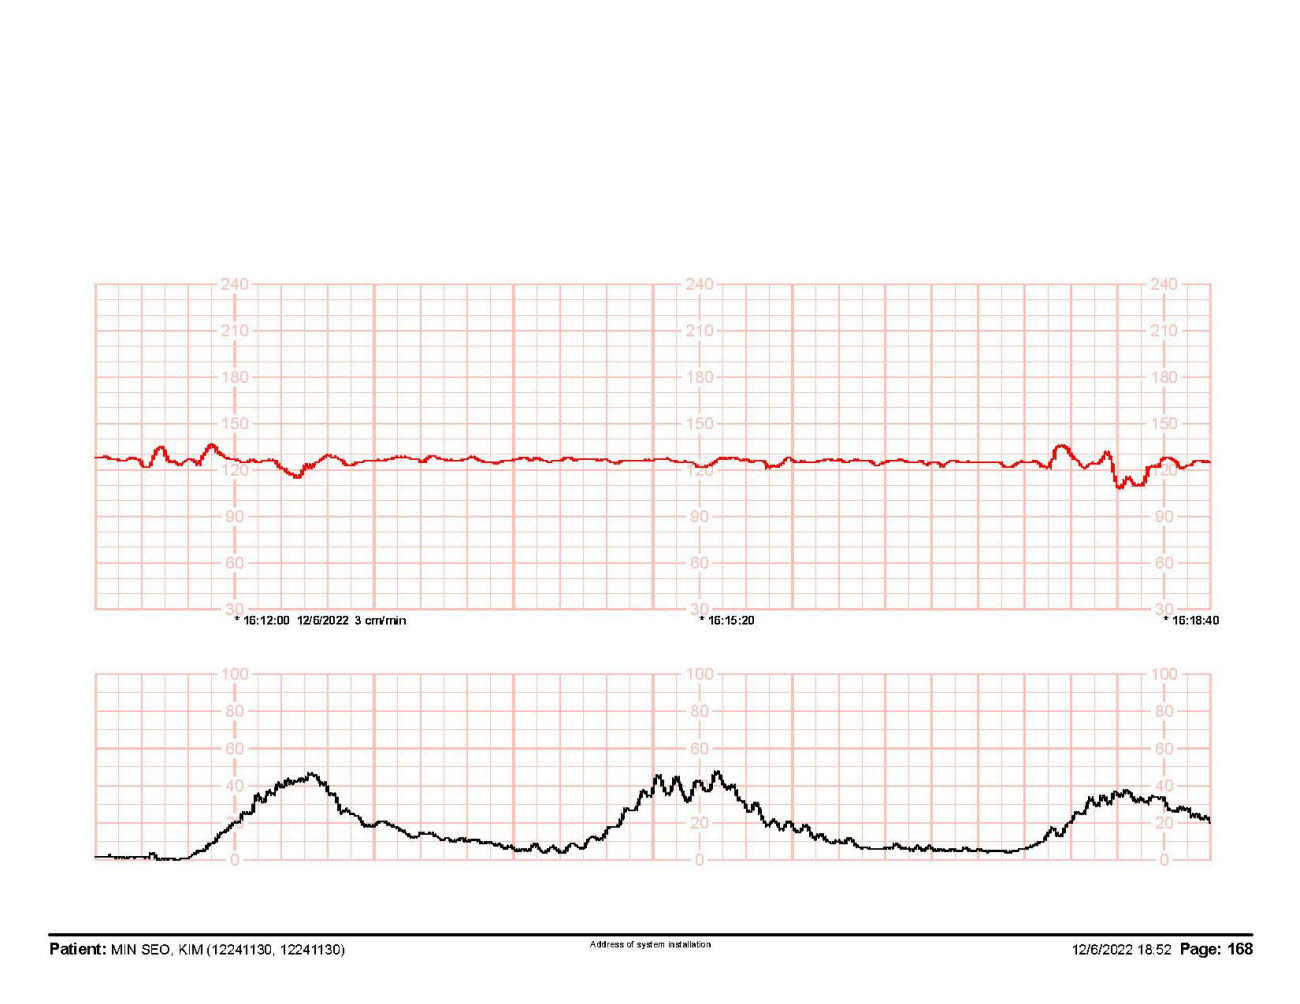 240 240 240
210 210 210
180 180 180
150 150 150
120 120 120
90 90 90
60 60 60
30 30 30
* 16:12:00 12/6/2022 3 cm/min * 16:15:20 * 16:18:40
100 100 100
80 80 80
60 60 60
40 40 40
20 20 20
0 0 0
Patient: MIN SEO, KIM (12241130, 12241130) Address of system installation 12/6/2022 18:52 Page: 168